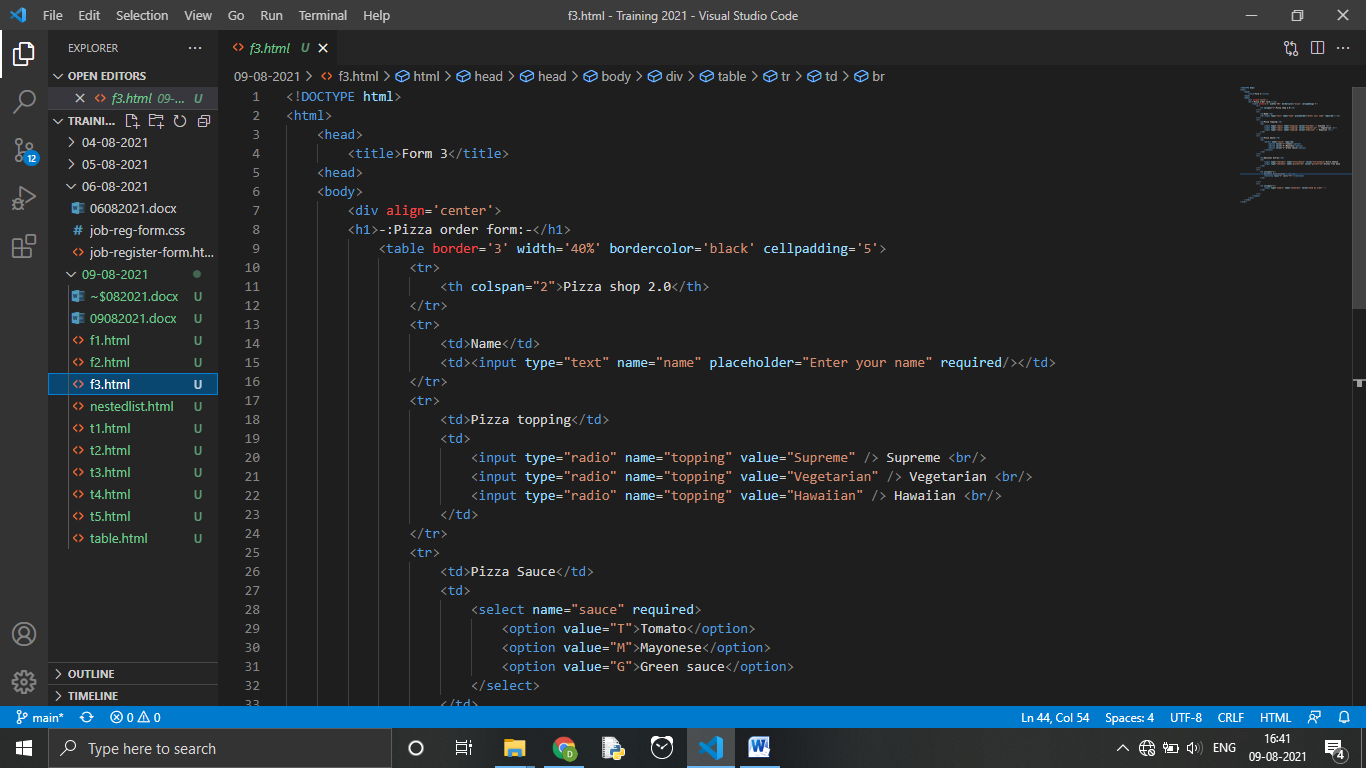 File Edit Selection View Go Run Terminal Help
f3.html - Training 2021 - Visual Studio Code
EXPLORER
OPEN EDITORS
f3.html 09-... U
TRAINI...
04-08-2021
05-08-2021
06-08-2021
06082021.docx
# job-reg-form.css
<> job-register-form.ht...
09-08-2021
~$082021.docx U
09082021.docx U
<> f1.html U
<> f2.html U
<> f3.html U
<> nestedlist.html U
<> t1.html U
<> t2.html U
<> t3.html U
<> t4.html U
<> t5.html U
<> table.html U
OUTLINE
TIMELINE
12
<> f3.html U
09-08-2021 > <> f3.html > html > head > head > body > div > table > tr > td > br
1 <!DOCTYPE html>
2 <html>
3 <head>
4 <title>Form 3</title>
5 <head>
6 <body>
7 <div align='center'>
8 <h1>-:Pizza order form:-</h1>
9 <table border='3' width='40%' bordercolor='black' cellpadding='5'>
10 <tr>
11 <th colspan="2">Pizza shop 2.0</th>
12 </tr>
13 <tr>
14 <td>Name</td>
15 <td><input type="text" name="name" placeholder="Enter your name" required/></td>
16 </tr>
17 <tr>
18 <td>Pizza topping</td>
19 <td>
20 <input type="radio" name="topping" value="Supreme" /> Supreme <br/>
21 <input type="radio" name="topping" value="Vegetarian" /> Vegetarian <br/>
22 <input type="radio" name="topping" value="Hawaiian" /> Hawaiian <br/>
23 </td>
24 </tr>
25 <tr>
26 <td>Pizza Sauce</td>
27 <td>
28 <select name="sauce" required>
29 <option value="T">Tomato</option>
30 <option value="M">Mayonese</option>
31 <option value="G">Green sauce</option>
32 </select>
33 </td>
main* 0 0 Ln 44, Col 54 Spaces: 4 UTF-8 CRLF HTML
Type here to search
ENG
16:41
09-08-2021
4